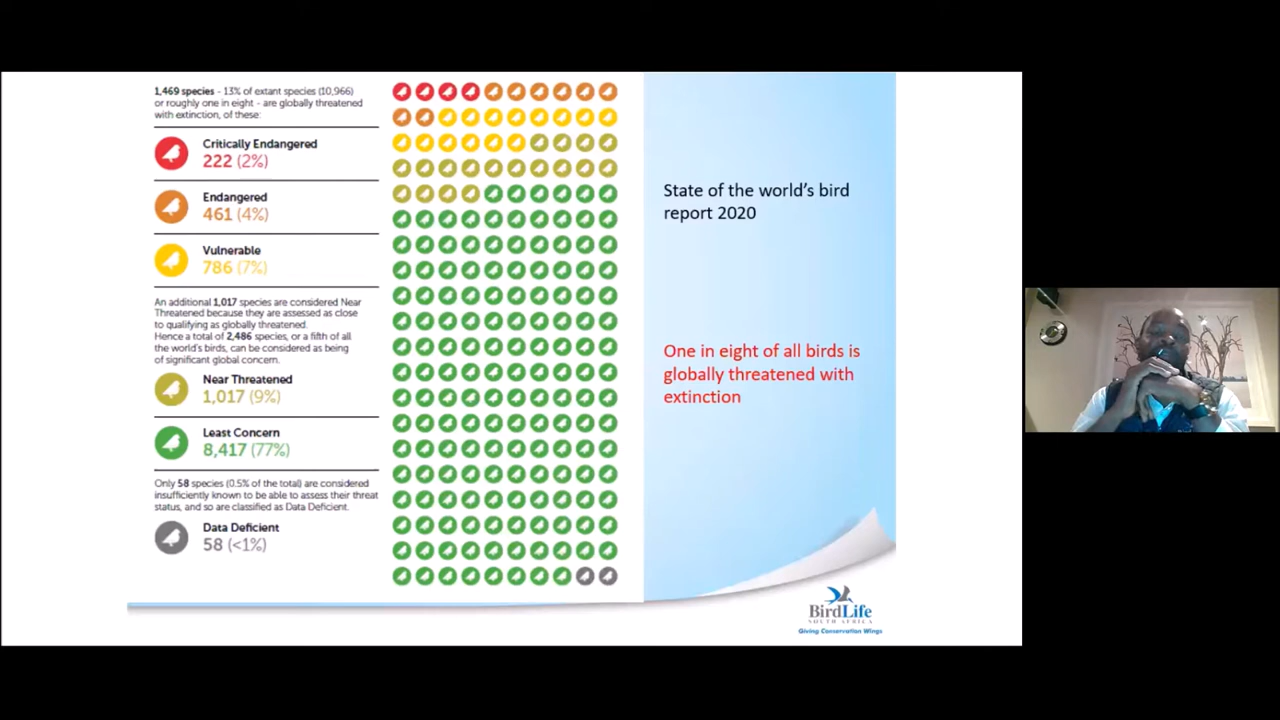 1,469 species - 13% of extant species (10,966)
or roughly one in eight - are globally threatened
with extinction, of these:
Critically Endangered
222 (2%)
Endangered
461 (4%)
Vulnerable
786 (7%)
An additional 1,017 species are considered Near
Threatened because they are assessed as close
to qualifying as globally threatened.
Hence a total of 2,486 species, or a fifth of all
the world's birds, can be considered as being
of significant global concern.
Near Threatened
1,017 (9%)
Least Concern
8,417 (77%)
Only 58 species (0.5% of the total) are considered
insufficiently known to be able to assess their threat
status, and so are classified as Data Deficient.
Data Deficient
58 (<1%)
State of the world's bird
report 2020
One in eight of all birds is
globally threatened with
extinction
BirdLife
SOUTH AFRICA
Giving Conservation Wings